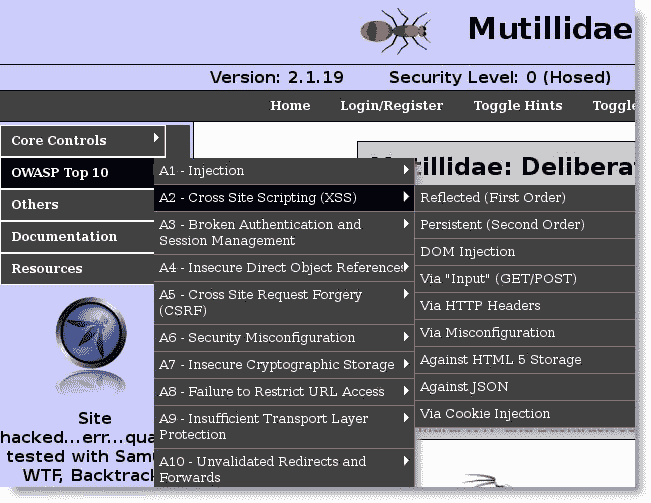 Mutillidae
Version: 2.1.19 Security Level: 0 (Hosed)
Home Login/Register Toggle Hints
Core Controls
OWASP Top 10
Others
Documentation
Resources
A1 - Injection
A2 - Cross Site Scripting (XSS)
A3 - Broken Authentication and
Session Management
A4 - Insecure Direct Object References
A5 - Cross Site Request Forgery
(CSRF)
A6 - Security Misconfiguration
A7 - Insecure Cryptographic Storage
A8 - Failure to Restrict URL Access
A9 - Insufficient Transport Layer
Protection
A10 - Unvalidated Redirects and
Forwards
Reflected (First Order)
Persistent (Second Order)
DOM Injection
Via "Input" (GET/POST)
Via HTTP Headers
Via Misconfiguration
Against HTML 5 Storage
Against JSON
Via Cookie Injection
Mutillidae:
Site
hacked...err...qua
tested with Samu
WTF, Backtrack